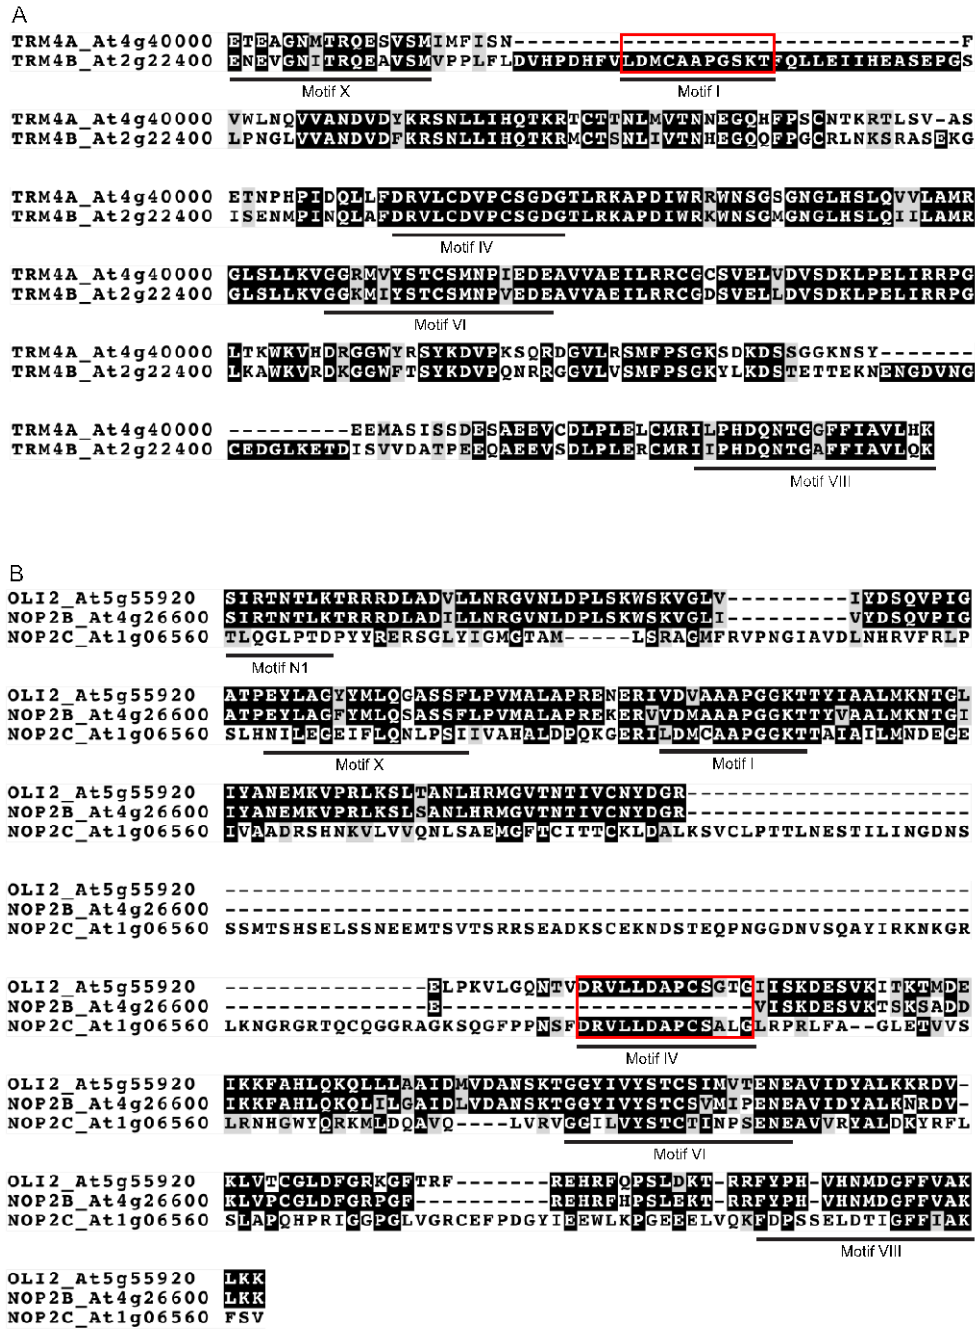 A
TRM4A_At4g40000 ETEAGNMTRQESVSMIMFISN---------------------------------F
TRM4B_At2g22400 ENEVGNITRQEAVSMVPPLFLDVHPDHFVLDMCAAPGSKTFQLLEIIHEASEPGS
Motif X Motif I
TRM4A_At4g40000 VWLNQVVANDVDYKRSNLLIHQTKRTCTTNLMVTNNEGQHFPSCNTKRTLSV-AS
TRM4B_At2g22400 LPNGLVVANDVDFKRSNLLIHQTKRMCTSNLIVTNHEGQQFPGCRLNKSRASEKG
TRM4A_At4g40000 ETNPHPIDQLLFDRVLCDVPCSGDGTLRKAPDIWRRWNSGSGNGLHSLQVVLAMR
TRM4B_At2g22400 ISENMPINQLAFDRVLCDVPCSGDGTLRKAPDIWRKWNSGMGNGLHSLQIILAMR
Motif IV
TRM4A_At4g40000 GLSLLKVGGRMVYSTCSMNPIEDEAVVAEILRRCGCSVELVDVSDKLPELIRRPG
TRM4B_At2g22400 GLSLLKVGGKMIYSTCSMNPVEDEAVVAEILRRCGDSVELLDVSDKLPELIRRPG
Motif VI
TRM4A_At4g40000 LTKWKVHDRGGWYRSYKDVPKSQRDGVLRSMFPSGKSDKDSSGGKNSY-------
TRM4B_At2g22400 LKAWKVRDKGGWFTSYKDVPQNRRGGVLVSMFPSGKYLKDSTETTEKNENGDVNG
TRM4A_At4g40000 ---------EEMASISSDESAEEVCDLPLELCMRILPHDQNTGGFFIAVLHK
TRM4B_At2g22400 CEDGLKETDISVVDATPEEQAEEVSDLPLERCMRIIPHDQNTGAFFIAVLQK
Motif VIII
B
OLI2_At5g55920 SIRTNTLKTRRRDLADVLLNRGVNLDPLSKWSKVGLV----------IYDSQVPIG
NOP2B_At4g26600 SIRTNTLKTRRRDLADILLNRGVNLDPLSKWSKVGLI----------VYDSQVPIG
NOP2C_At1g06560 TLQGLPTDPYYRERSGLYIGMGTAM-----LSRAGMFRVPNGIAVDLNHRVFRLP
Motif N1
OLI2_At5g55920 ATPEYLAGYYMLQGASSFLPVMALAPRENERIVDVAAAPGGKTTYIAALMKNTGL
NOP2B_At4g26600 ATPEYLAGFYMLQSASSFLPVMALAPREKERVVDMAAAPGGKTTYVAALMKNTGI
NOP2C_At1g06560 SLHNILEGEIFLQNLPSIIVAHALDPQKGERILDMCAAPGGKTTAIAILMNDEGE
Motif X Motif I
OLI2_At5g55920 IYANEMKVPRLKSLTANLHRMGVTNTIVCNYDGR---------------------
NOP2B_At4g26600 IYANEMKVPRLKSLSANLHRMGVTNTIVCNYDGR---------------------
NOP2C_At1g06560 IVAADRSHNKVLVVQNLSAEMGFTCITTCKLDALKSVCLPTTLNESTILINGDNS
OLI2_At5g55920 -------------------------------------------------------
NOP2B_At4g26600 -------------------------------------------------------
NOP2C_At1g06560 SSMTSHSELSSNEEMTSVTSRRSEADKSCEKNDSTEQPNGGDNVSQAYIRKNKGR
OLI2_At5g55920 ---------------ELPKVLGQNTVDRVLLDAPCSGTGIISKDESVKITKTMDE
NOP2B_At4g26600 ---------------E-----------------------VISKDESVKTSKSADD
NOP2C_At1g06560 LKNGRGRTQCQGGRAGKSQGFPPNSFDRVLLDAPCSALGLRPRLFA--GLETVVS
Motif IV
OLI2_At5g55920 IKKFAHLQKQLLLAAIDMVDANSKTGGYIVYSTCSIMVTENEAVIDYALKKRDV-
NOP2B_At4g26600 IKKFAHLQKQLILGAIDLVDANSKTGGYIVYSTCSVMIPENEAVIDYALKNRDV-
NOP2C_At1g06560 LRNHGWYQRKMLDQAVQ----LVRVGGILVYSTCTINPSENEAVVRYALDKYRFL
Motif VI
OLI2_At5g55920 KLVTCGLDFGRKGFTRF-------REHRFQPSLDKT-RRFYPH-VHNMDGFFVAK
NOP2B_At4g26600 KLVPCGLDFGRPGF----------REHRFHPSLEKT-RRFYPH-VHNMDGFFVAK
NOP2C_At1g06560 SLAPQHPRIGGPGLVGRCEFPDGYIEEWLKPGEEELVQKFDPSSELDTIGFFIAK
Motif VIII
OLI2_At5g55920 LKK
NOP2B_At4g26600 LKK
NOP2C_At1g06560 FSV